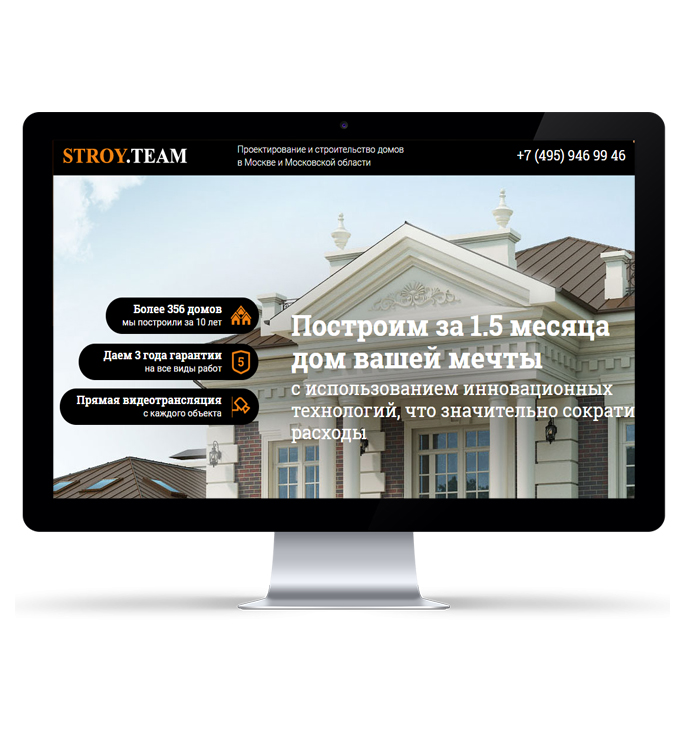 STROY.TEAM
Проектирование и строительство домов
в Москве и Московской области
+7 (495) 946 99 46
Более 356 домов
мы построили за 10 лет
Даем 3 года гарантии
на все виды работ
5
Прямая видеотрансляция
с каждого объекта
Построим за 1.5 месяца
дом вашей мечты
с использованием инновационных
технологий, что значительно сократи
расходы